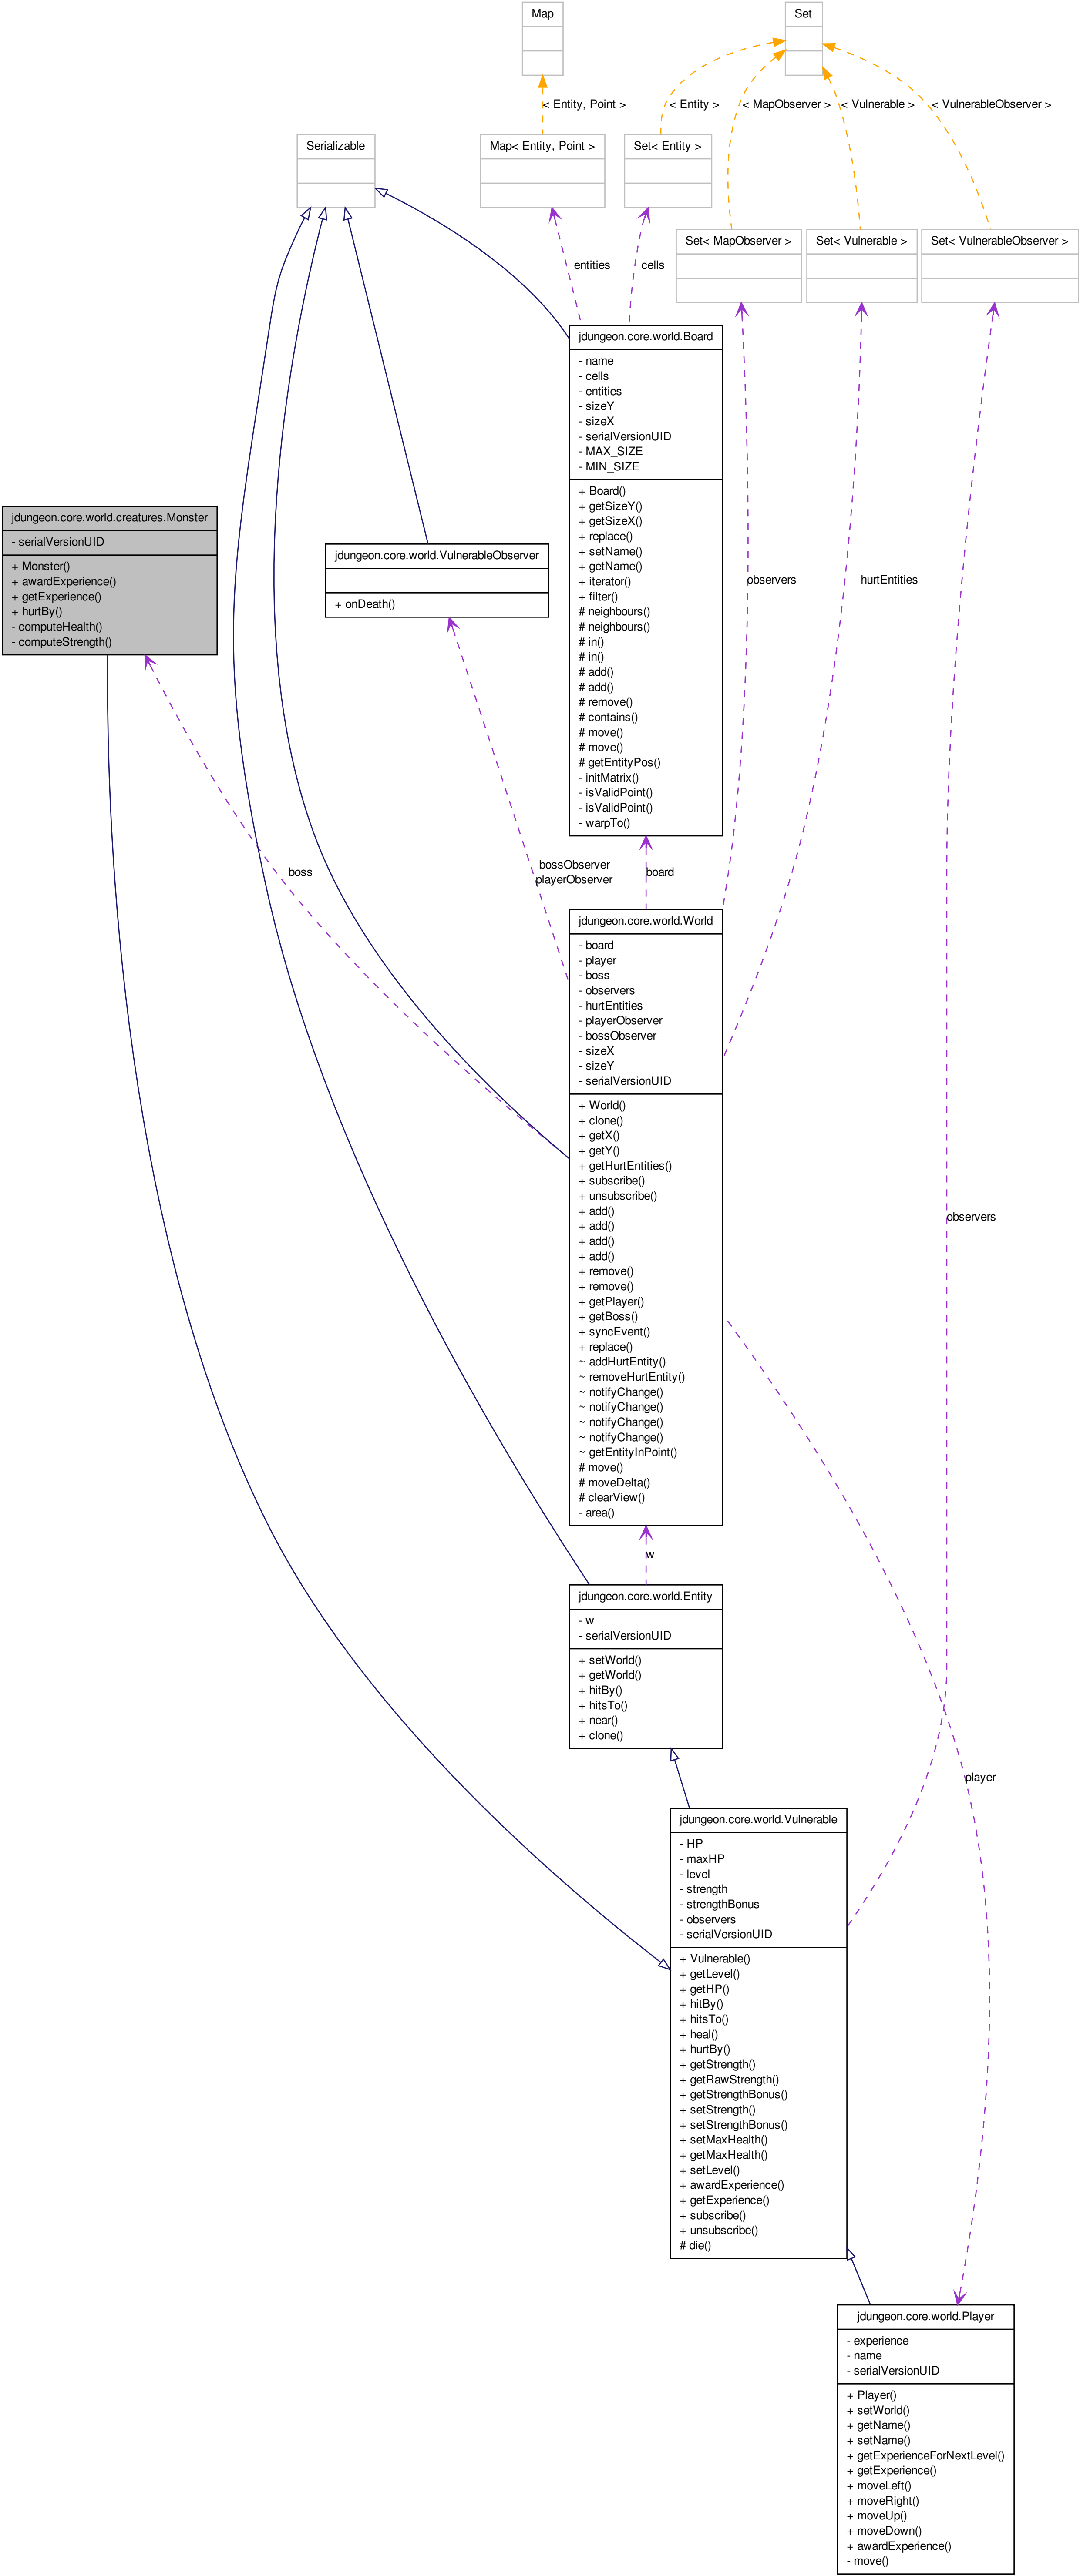 Map
Set
< Entity, Point >
< Entity >
< MapObserver >
< Vulnerable >
< VulnerableObserver >
Serializable
Map< Entity, Point >
Set< Entity >
Set< MapObserver >
Set< Vulnerable >
Set< VulnerableObserver >
entities
cells
jdungeon.core.world.Board
- name
- cells
- entities
- sizeY
- sizeX
- serialVersionUID
- MAX_SIZE
- MIN_SIZE
+ Board()
+ getSizeY()
+ getSizeX()
+ replace()
+ setName()
+ getName()
+ iterator()
+ filter()
# neighbours()
# neighbours()
# in()
# in()
# add()
# add()
# remove()
# contains()
# move()
# move()
# getEntityPos()
- initMatrix()
- isValidPoint()
- isValidPoint()
- warpTo()
jdungeon.core.world.creatures.Monster
- serialVersionUID
+ Monster()
+ awardExperience()
+ getExperience()
+ hurtBy()
- computeHealth()
- computeStrength()
jdungeon.core.world.VulnerableObserver
+ onDeath()
observers
hurtEntities
boss
bossObserver
playerObserver
board
jdungeon.core.world.World
- board
- player
- boss
- observers
- hurtEntities
- playerObserver
- bossObserver
- sizeX
- sizeY
- serialVersionUID
+ World()
+ clone()
+ getX()
+ getY()
+ getHurtEntities()
+ subscribe()
+ unsubscribe()
+ add()
+ add()
+ add()
+ add()
+ remove()
+ remove()
+ getPlayer()
+ getBoss()
+ syncEvent()
+ replace()
~ addHurtEntity()
~ removeHurtEntity()
~ notifyChange()
~ notifyChange()
~ notifyChange()
~ notifyChange()
~ getEntityInPoint()
# move()
# moveDelta()
# clearView()
- area()
observers
w
jdungeon.core.world.Entity
- w
- serialVersionUID
+ setWorld()
+ getWorld()
+ hitBy()
+ hitsTo()
+ near()
+ clone()
player
jdungeon.core.world.Vulnerable
- HP
- maxHP
- level
- strength
- strengthBonus
- observers
- serialVersionUID
+ Vulnerable()
+ getLevel()
+ getHP()
+ hitBy()
+ hitsTo()
+ heal()
+ hurtBy()
+ getStrength()
+ getRawStrength()
+ getStrengthBonus()
+ setStrength()
+ setStrengthBonus()
+ setMaxHealth()
+ getMaxHealth()
+ setLevel()
+ awardExperience()
+ getExperience()
+ subscribe()
+ unsubscribe()
# die()
jdungeon.core.world.Player
- experience
- name
- serialVersionUID
+ Player()
+ setWorld()
+ getName()
+ setName()
+ getExperienceForNextLevel()
+ getExperience()
+ moveLeft()
+ moveRight()
+ moveUp()
+ moveDown()
+ awardExperience()
- move()